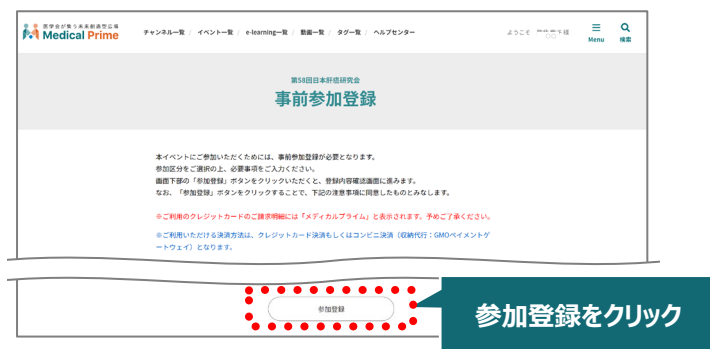 医学会が集う未来創造型広場
Medical Prime
チャンネル一覧 / イベント一覧 / e-learning一覧 / 動画一覧 / タグ一覧 / ヘルプセンター
ようこそ 様
Menu
検索
第58回日本肝癌研究会
事前参加登録
本イベントにご参加いただくためには、事前参加登録が必要となります。
参加区分をご選択の上、必要事項をご入力ください。
画面下部の「参加登録」ボタンをクリックいただくと、登録内容確認画面に進みます。
なお、「参加登録」ボタンをクリックすることで、下記の注意事項に同意したものとみなします。
※ご利用のクレジットカードのご請求明細には「メディカルプライム」と表示されます。予めご了承ください。
※ご利用いただける決済方法は、クレジットカード決済もしくはコンビニ決済（収納代行：GMOペイメントゲ
ートウェイ）となります。
参加登録
参加登録をクリック